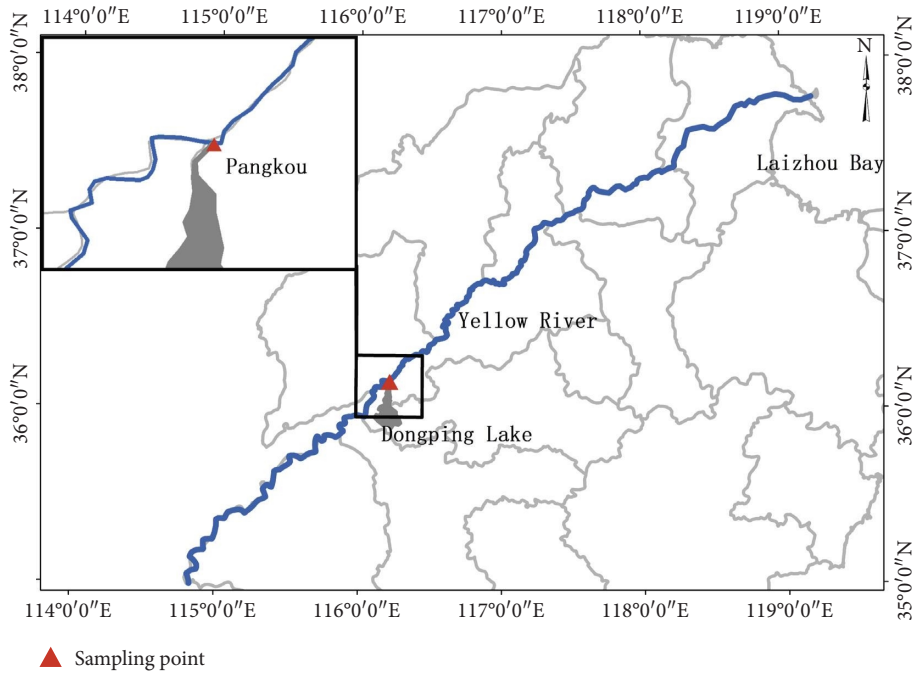 114°0′0″E 115°0′0″E 116°0′0″E 117°0′0″E 118°0′0″E 119°0′0″E
38°0′0″N
37°0′0″N
36°0′0″N
N
38°0′0″N
37°0′0″N
36°0′0″N
35°0′0″N
Pangkou
Laizhou Bay
Yellow River
Dongping Lake
114°0′0″E 115°0′0″E 116°0′0″E 117°0′0″E 118°0′0″E 119°0′0″E
Sampling point